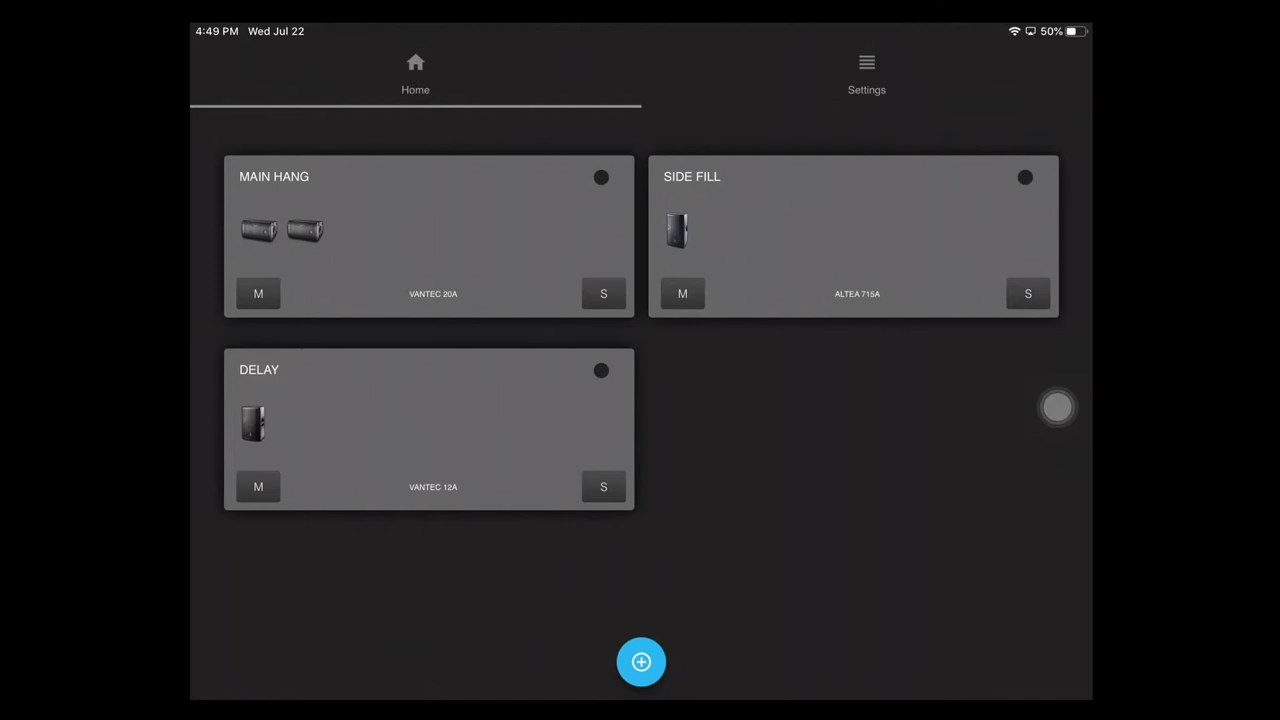 4:49 PM Wed Jul 22
50%
Home
Settings
MAIN HANG
M
VANTEC 20A
S
SIDE FILL
M
ALTEA 715A
S
DELAY
M
VANTEC 12A
S